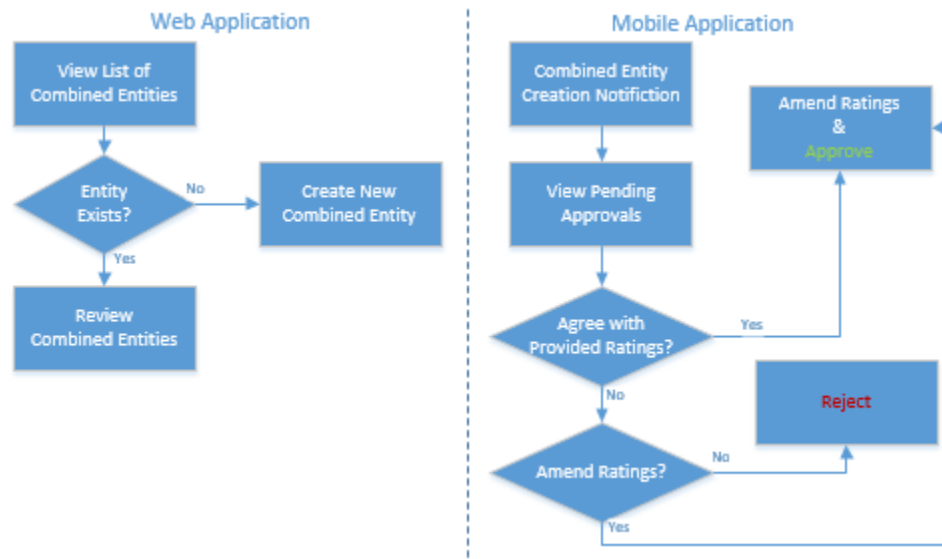 Web Application
View List of
Combined Entities
Entity
Exists?
No
Create New
Combined Entity
Yes
Review
Combined Entities
Mobile Application
Combined Entity
Creation Notifiction
View Pending
Approvals
Agree with
Provided Ratings?
Yes
Amend Ratings
&
Approve
No
Amend Ratings?
No
Reject
Yes